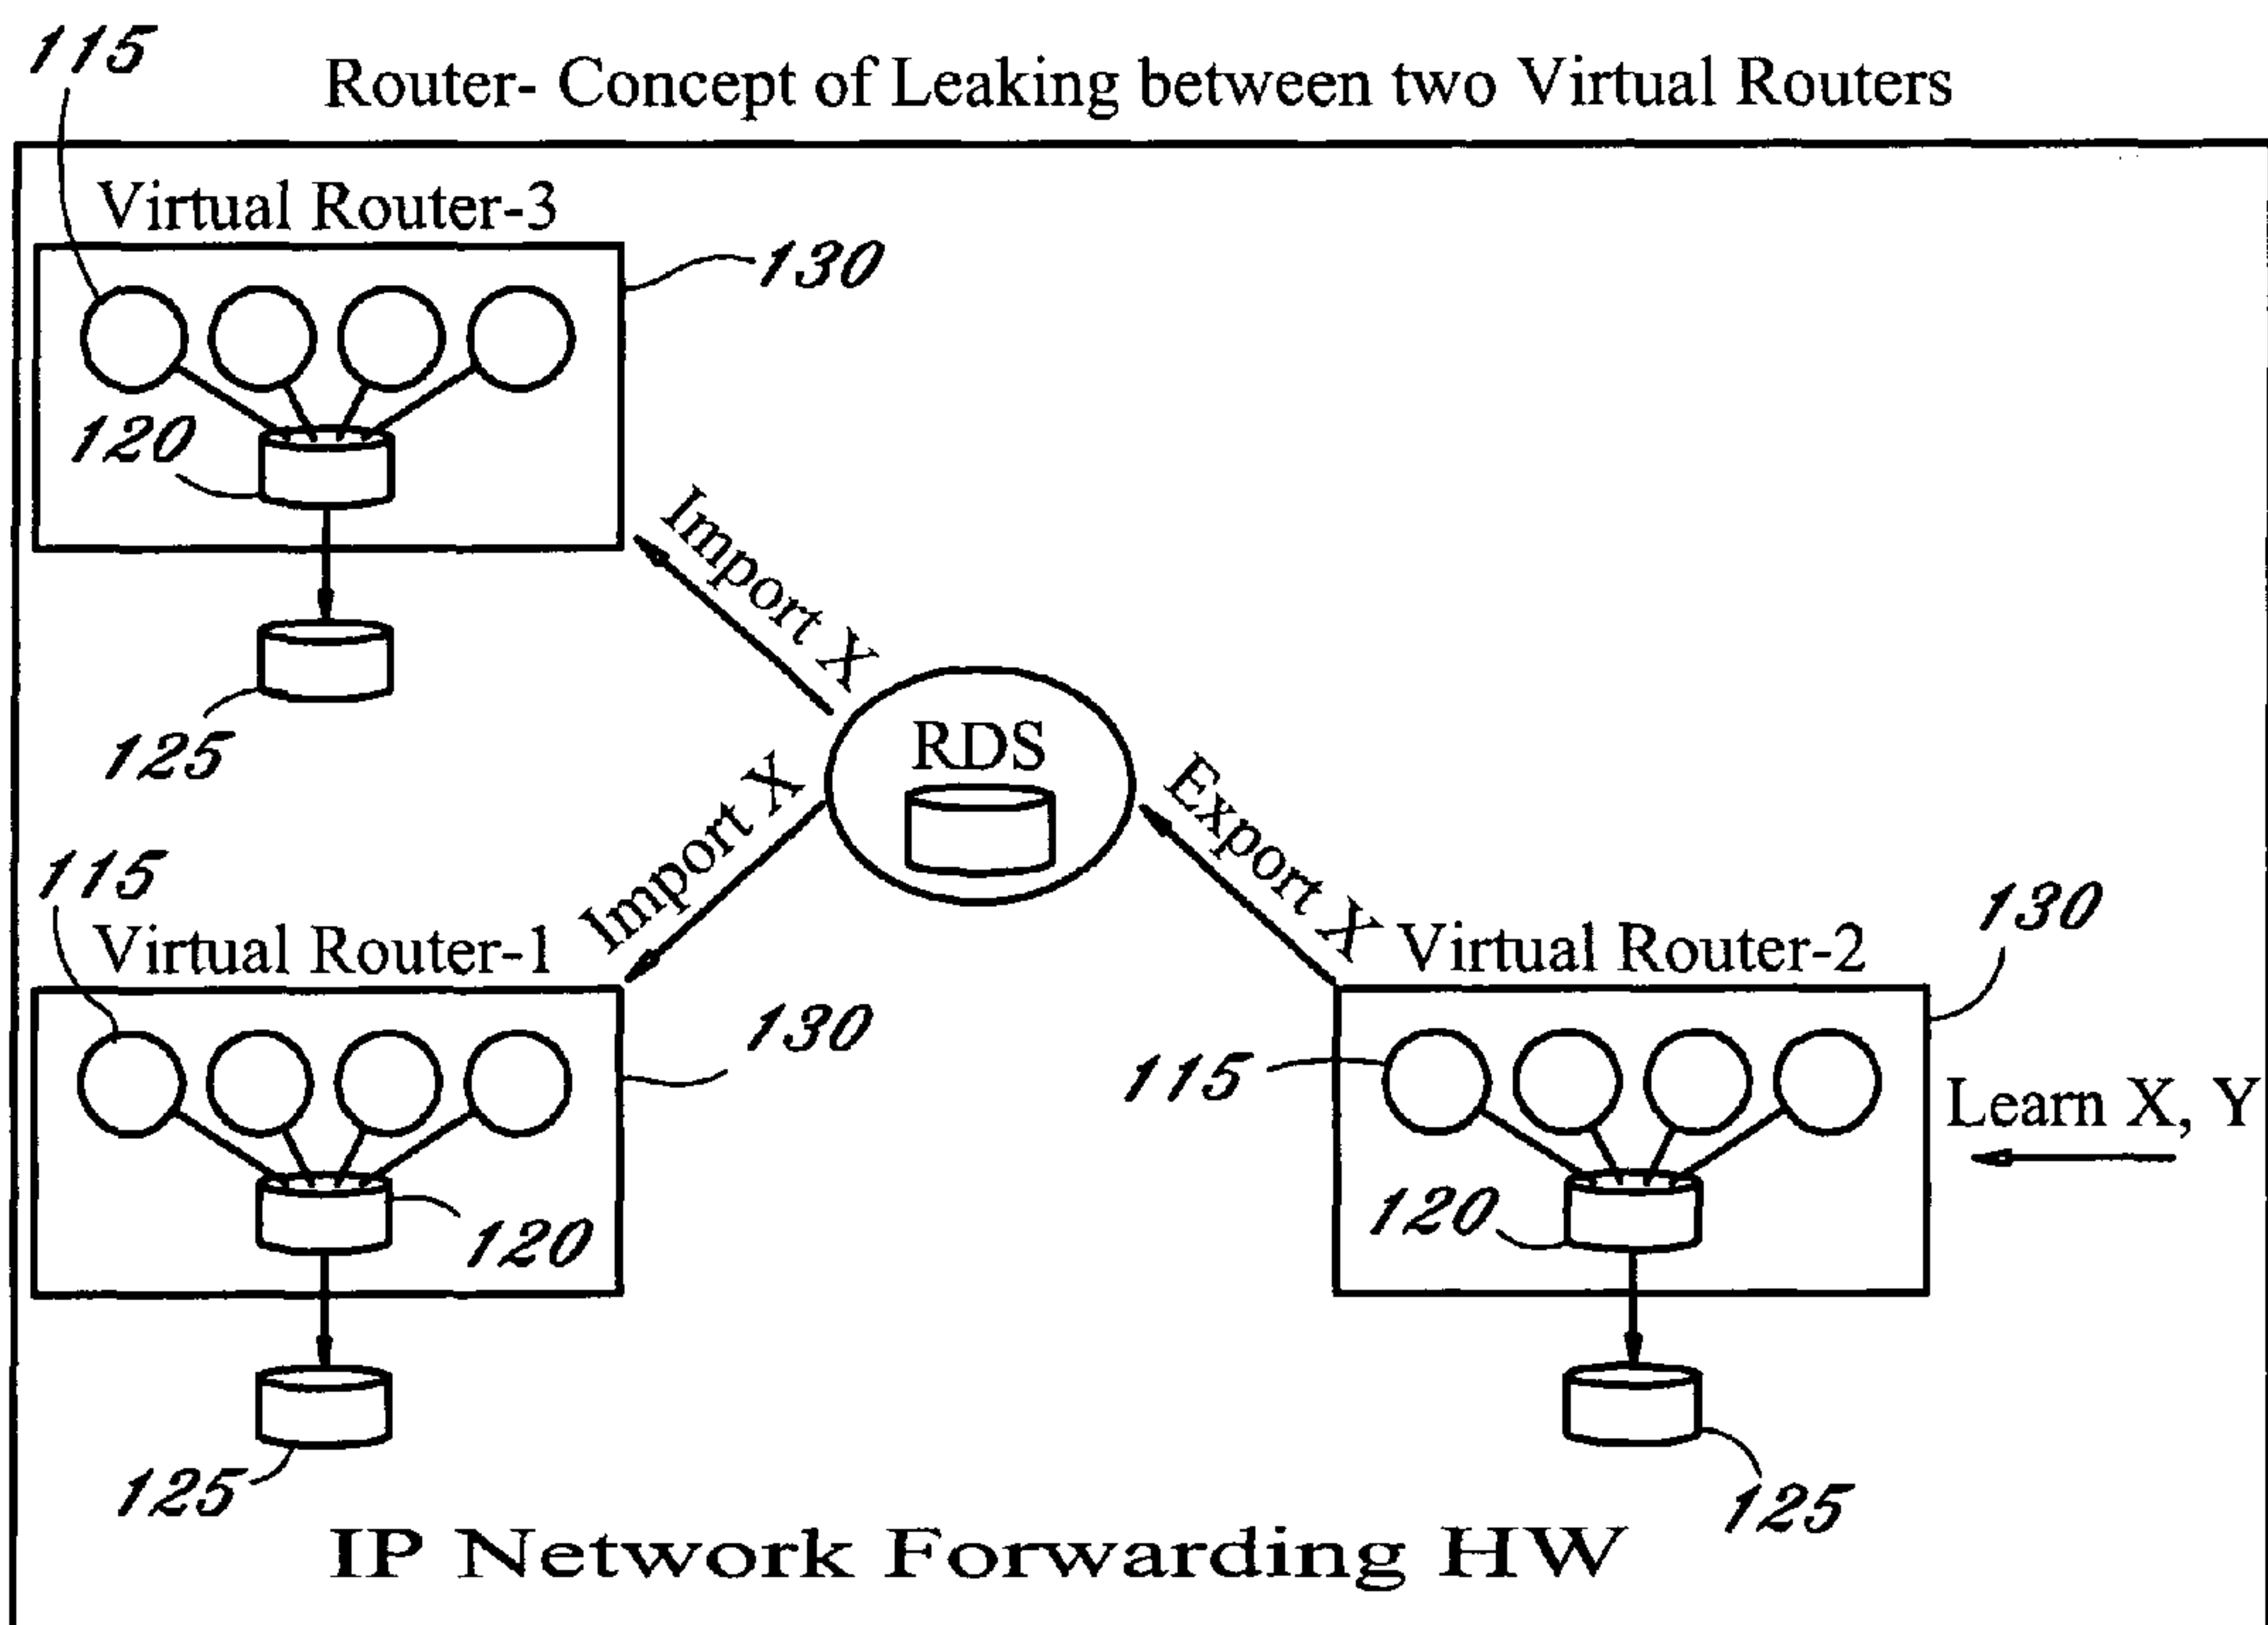 115
Router- Concept of Leaking between two Virtual Routers
Virtual Router-3
130
120
125
Import X
RDS
Import X
Export X
115
Virtual Router-1
130
120
125
Virtual Router-2
130
115
Learn X, Y
120
125
IP Network Forwarding HW